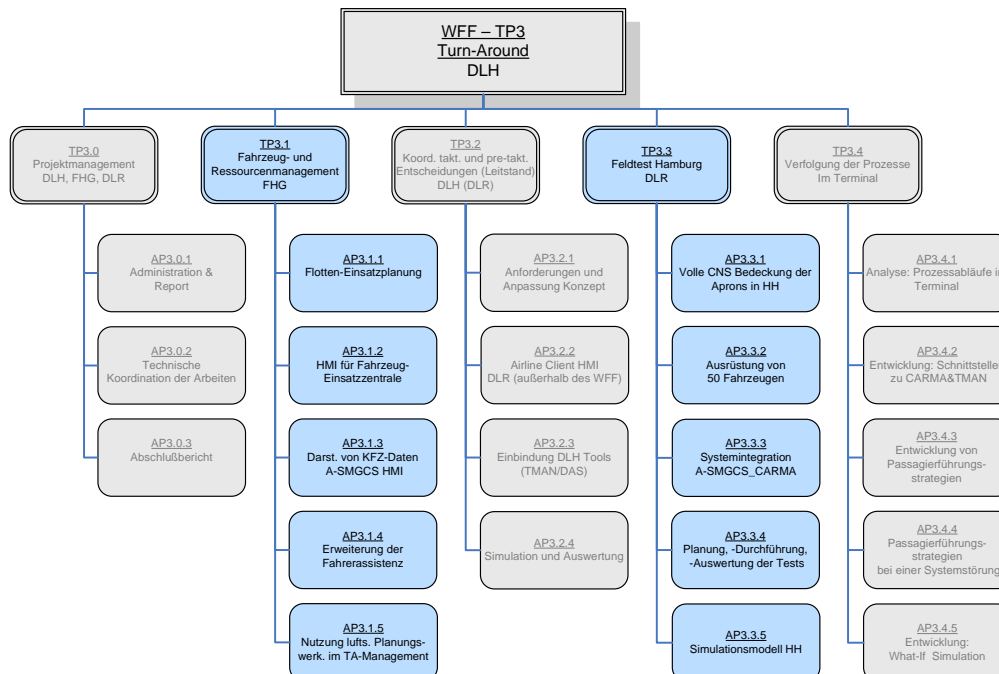 WFF – TP3
Turn-Around
DLH
TP3.0
Projektmanagement
DLH, FHG, DLR
TP3.1
Fahrzeug- und
Ressourcenmanagement
FHG
TP3.2
Koord. takt. und pre-takt.
Entscheidungen (Leitstand)
DLH (DLR)
TP3.3
Feldtest Hamburg
DLR
TP3.4
Verfolgung der Prozesse
Im Terminal
AP3.0.1
Administration &
Report
AP3.0.2
Technische
Koordination der Arbeiten
AP3.0.3
Abschlußbericht
AP3.1.1
Flotten-Einsatzplanung
AP3.1.2
HMI für Fahrzeug-
Einsatzzentrale
AP3.1.3
Darst. von KFZ-Daten
A-SMGCS HMI
AP3.1.4
Erweiterung der
Fahrerassistenz
AP3.1.5
Nutzung lufts. Planungs-
werk. im TA-Management
AP3.2.1
Anforderungen und
Anpassung Konzept
AP3.2.2
Airline Client HMI
DLR (außerhalb des WFF)
AP3.2.3
Einbindung DLH Tools
(TMAN/DAS)
AP3.2.4
Simulation und Auswertung
AP3.3.1
Volle CNS Bedeckung der
Aprons in HH
AP3.3.2
Ausrüstung von
50 Fahrzeugen
AP3.3.3
Systemintegration
A-SMGCS_CARMA
AP3.3.4
Planung, -Durchführung,
-Auswertung der Tests
AP3.3.5
Simulationsmodell HH
AP3.4.1
Analyse: Prozessabläufe i
Terminal
AP3.4.2
Entwicklung: Schnittstelle
zu CARMA&TMAN
AP3.4.3
Entwicklung von
Passagierführungs-
strategien
AP3.4.4
Passagierführungs-
strategien
bei einer Systemstörung
AP3.4.5
Entwicklung:
What-If Simulation